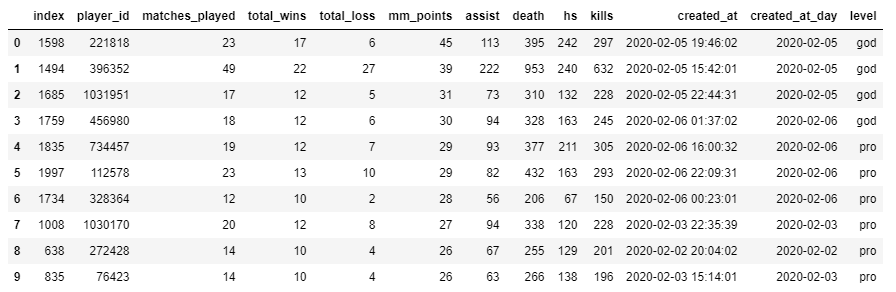 index player_id matches_played total_wins total_loss mm_points assist death hs kills created_at created_at_day level
0 1598 221818 23 17 6 45 113 395 242 297 2020-02-05 19:46:02 2020-02-05 god
1 1494 396352 49 22 27 39 222 953 240 632 2020-02-05 15:42:01 2020-02-05 god
2 1685 1031951 17 12 5 31 73 310 132 228 2020-02-05 22:44:31 2020-02-05 god
3 1759 456980 18 12 6 30 94 328 163 245 2020-02-06 01:37:02 2020-02-06 god
4 1835 734457 19 12 7 29 93 377 211 305 2020-02-06 16:00:32 2020-02-06 pro
5 1997 112578 23 13 10 29 82 432 163 293 2020-02-06 22:09:31 2020-02-06 pro
6 1734 328364 12 10 2 28 56 206 67 150 2020-02-06 00:23:01 2020-02-06 pro
7 1008 1030170 20 12 8 27 94 338 120 228 2020-02-03 22:35:39 2020-02-03 pro
8 638 272428 14 10 4 26 67 255 129 201 2020-02-02 20:04:02 2020-02-02 pro
9 835 76423 14 10 4 26 63 266 138 196 2020-02-03 15:14:01 2020-02-03 pro